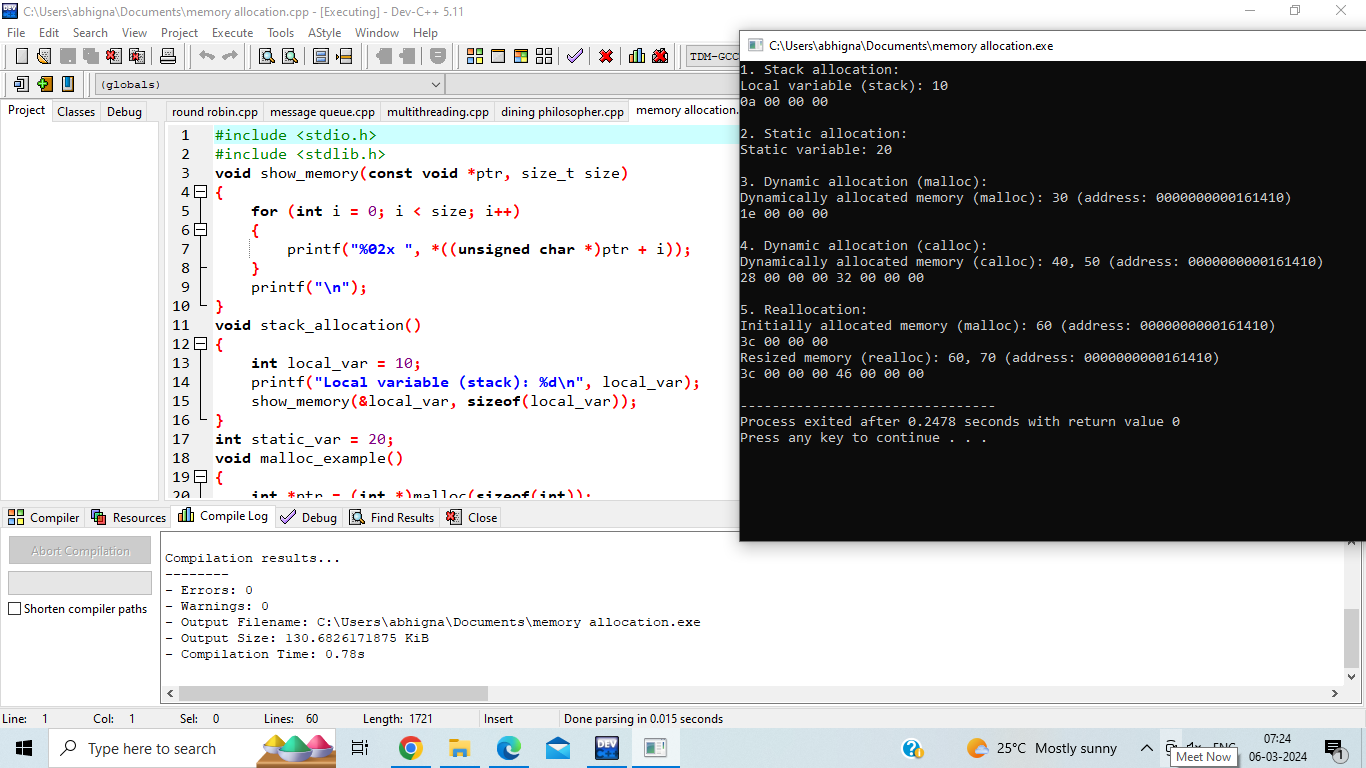 C:\Users\abhigna\Documents\memory allocation.cpp - [Executing] - Dev-C++ 5.11
File Edit Search View Project Execute Tools AStyle Window Help
TDM-GCC
(globals)
Project Classes Debug
round robin.cpp message queue.cpp multithreading.cpp dining philosopher.cpp memory allocation.
1 #include <stdio.h>
2 #include <stdlib.h>
3 void show_memory(const void *ptr, size_t size)
4 {
5 for (int i = 0; i < size; i++)
6 {
7 printf("%02x ", *((unsigned char *)ptr + i));
8 }
9 printf("\n");
10 }
11 void stack_allocation()
12 {
13 int local_var = 10;
14 printf("Local variable (stack): %d\n", local_var);
15 show_memory(&local_var, sizeof(local_var));
16 }
17 int static_var = 20;
18 void malloc_example()
19 {
20 int *ptr = (int *)malloc(sizeof(int));
C:\Users\abhigna\Documents\memory allocation.exe
1. Stack allocation:
Local variable (stack): 10
0a 00 00 00
2. Static allocation:
Static variable: 20
3. Dynamic allocation (malloc):
Dynamically allocated memory (malloc): 30 (address: 0000000000161410)
1e 00 00 00
4. Dynamic allocation (calloc):
Dynamically allocated memory (calloc): 40, 50 (address: 0000000000161410)
28 00 00 00 32 00 00 00
5. Reallocation:
Initially allocated memory (malloc): 60 (address: 0000000000161410)
3c 00 00 00
Resized memory (realloc): 60, 70 (address: 0000000000161410)
3c 00 00 00 46 00 00 00
--------------------------------
Process exited after 0.2478 seconds with return value 0
Press any key to continue . . .
Compiler Resources Compile Log Debug Find Results Close
Abort Compilation
Shorten compiler paths
Compilation results...
--------
- Errors: 0
- Warnings: 0
- Output Filename: C:\Users\abhigna\Documents\memory allocation.exe
- Output Size: 130.6826171875 KiB
- Compilation Time: 0.78s
Line: 1 Col: 1 Sel: 0 Lines: 60 Length: 1721 Insert Done parsing in 0.015 seconds
Type here to search
DEV
25°C Mostly sunny
ENG
07:24
06-03-2024
1
Meet Now